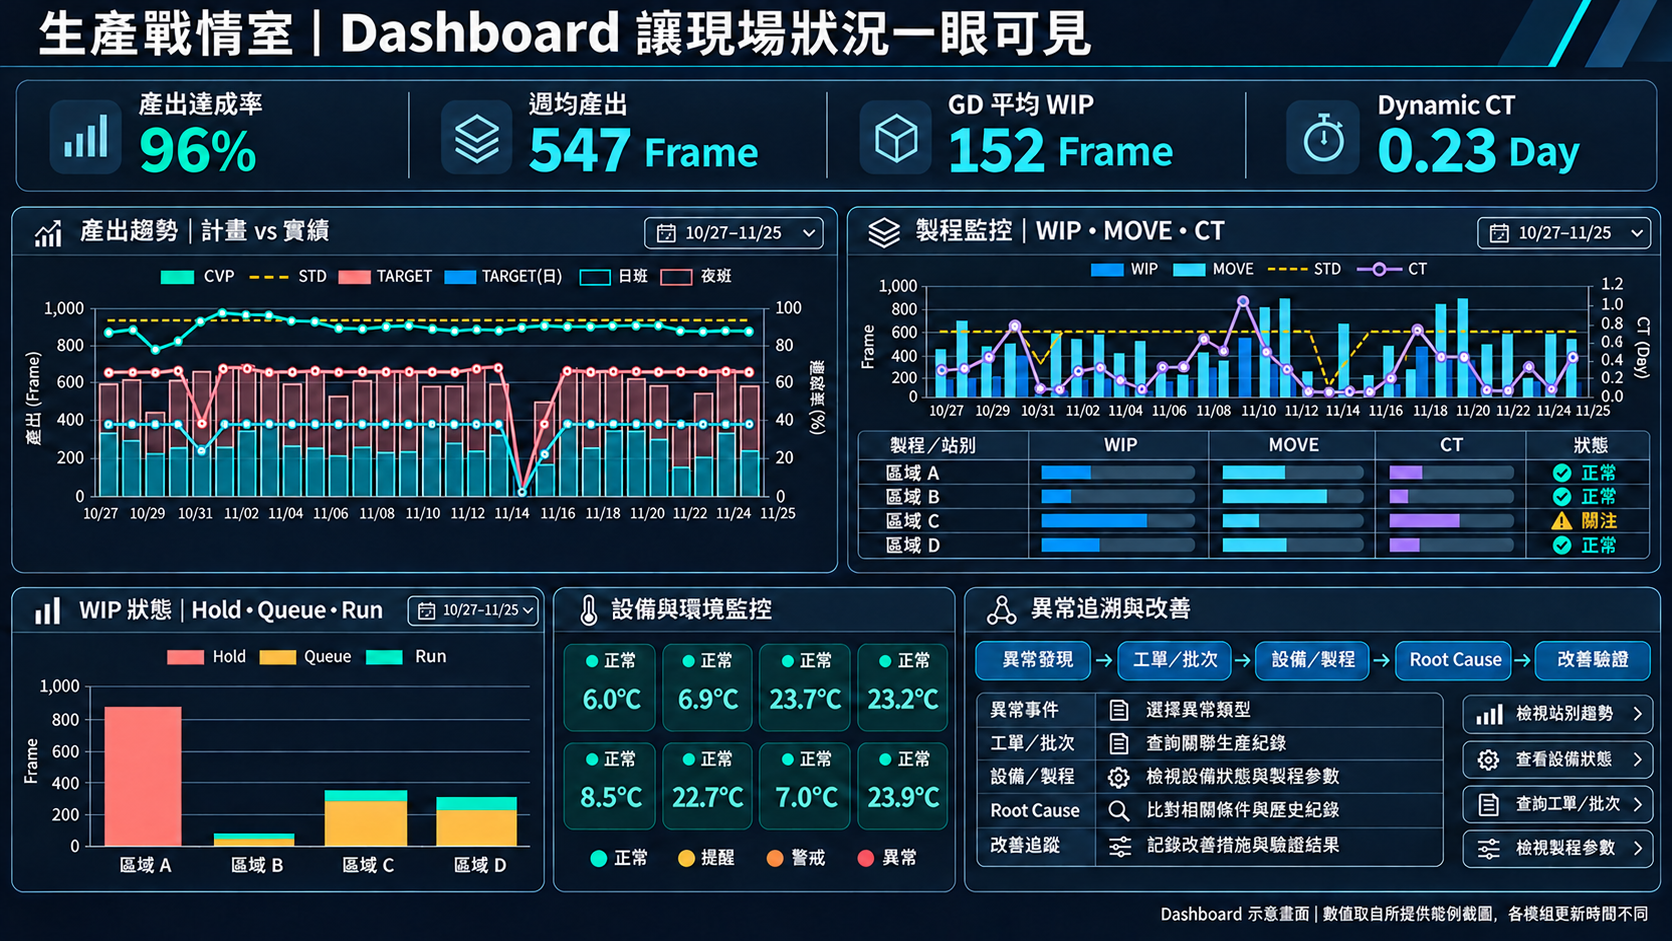 生產戰情室｜Dashboard 讓現場狀況一眼可見
產出達成率
96%
週均產出
547 Frame
GD 平均 WIP
152 Frame
Dynamic CT
0.23 Day
產出趨勢｜計畫 vs 實績
10/27–11/25
CVP STD TARGET TARGET(日) 日班 夜班
產出 (Frame)
1,000
800
600
400
200
0
100
80
60
40
20
0
10/27 10/29 10/31 11/02 11/04 11/06 11/08 11/10 11/12 11/14 11/16 11/18 11/20 11/22 11/24 11/25
製程監控｜WIP・MOVE・CT
10/27–11/25
WIP MOVE STD CT
Frame
1,000
800
600
400
200
0
1.2
1.0
0.8
0.6
0.4
0.2
0.0
CT (Day)
10/27 10/29 10/31 11/02 11/04 11/06 11/08 11/10 11/12 11/14 11/16 11/18 11/20 11/22 11/24 11/25
製程／站別 WIP MOVE CT 狀態
區域 A 正常
區域 B 正常
區域 C 關注
區域 D 正常
WIP 狀態｜Hold・Queue・Run
10/27–11/25
Hold Queue Run
Frame
1,000
800
600
400
200
0
區域 A 區域 B 區域 C 區域 D
設備與環境監控
正常 正常 正常 正常
6.0°C 6.9°C 23.7°C 23.2°C
正常 正常 正常 正常
8.5°C 22.7°C 7.0°C 23.9°C
正常 提醒 警戒 異常
異常追溯與改善
異常發現 → 工單／批次 → 設備／製程 → Root Cause → 改善驗證
異常事件 選擇異常類型
工單／批次 查詢關聯生產紀錄
設備／製程 檢視設備狀態與製程參數
Root Cause 比對相關條件與歷史紀錄
改善追蹤 記錄改善措施與驗證結果
檢視站別趨勢
查看設備狀態
查詢工單／批次
檢視製程參數
Dashboard 示意畫面 | 數值取自所提供能例截圖，各模組更新時間不同